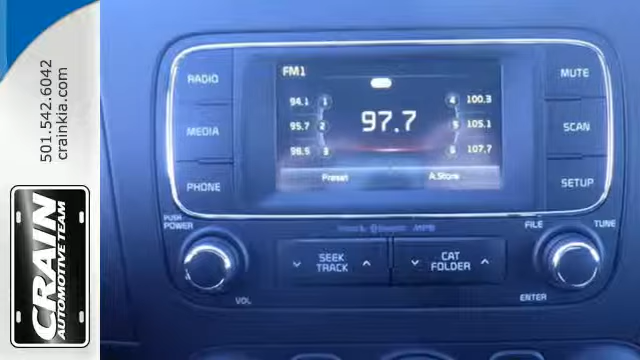 501.542.6042
crainkia.com
CRAIN
AUTOMOTIVE TEAM
RADIO
MEDIA
PHONE
FM1
94.1 1
95.7 2
98.5 3
97.7
4 100.3
5 105.1
6 107.7
Preset
A.Store
MUTE
SCAN
SETUP
PUSH
POWER
VOL
SEEK
TRACK
CAT
FOLDER
MP3
FILE
TUNE
ENTER